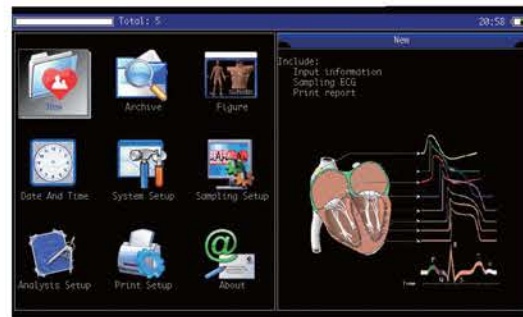 Total: 5
20:58
New
Include:
Input information
Sampling ECG
Print report
Archive
Figure
Date And Time
System Setup
Sampling Setup
Analysis Setup
Print Setup
About
R
P
Q
S